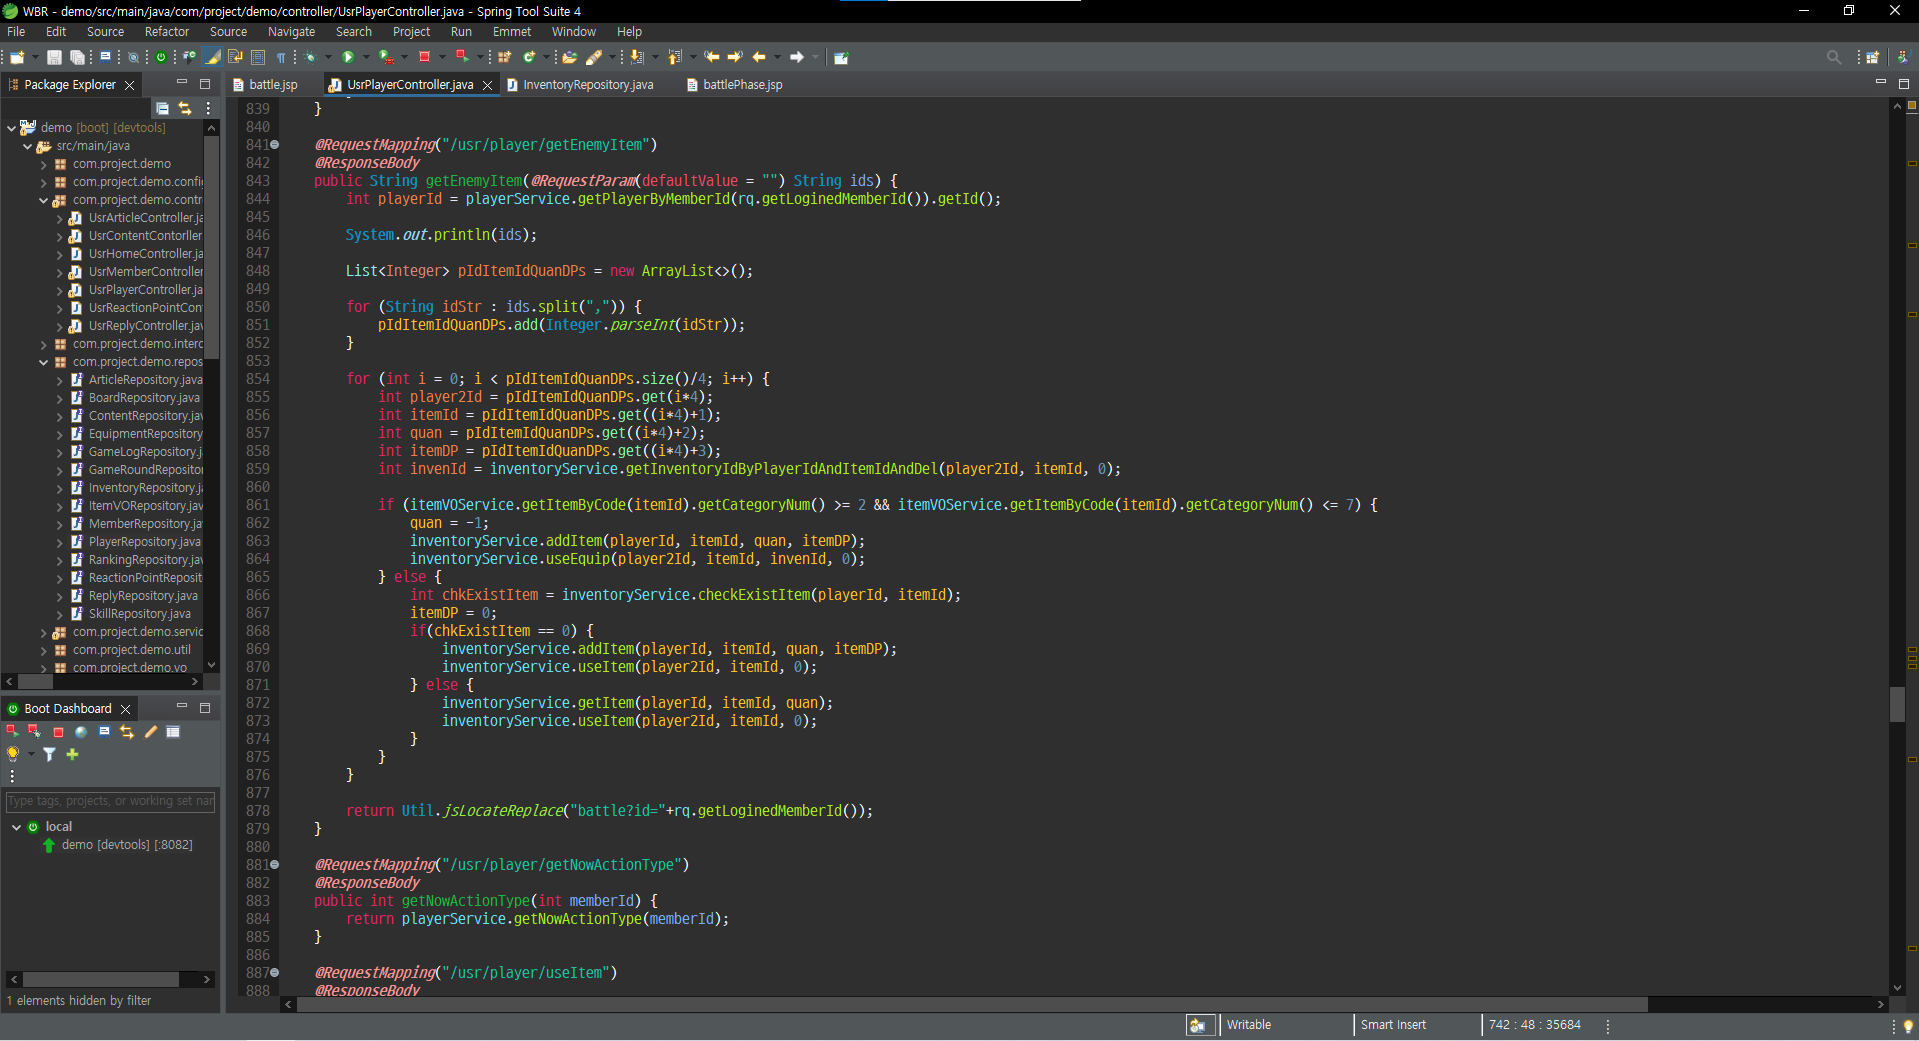 WBR - demo/src/main/java/com/project/demo/controller/UsrPlayerController.java - Spring Tool Suite 4
File Edit Source Refactor Source Navigate Search Project Run Emmet Window Help
Package Explorer
demo [boot] [devtools]
src/main/java
com.project.demo
com.project.demo.confi
com.project.demo.contr
UsrArticleController.ja
UsrContentContorller
UsrHomeController.ja
UsrMemberController
UsrPlayerController.ja
UsrReactionPointCon
UsrReplyController.jav
com.project.demo.interc
com.project.demo.repos
ArticleRepository.java
BoardRepository.java
ContentRepository.jav
EquipmentRepository
GameLogRepository.j
GameRoundRepositor
InventoryRepository.j
ItemVORepository.java
MemberRepository.jav
PlayerRepository.java
RankingRepository.jav
ReactionPointReposit
ReplyRepository.java
SkillRepository.java
com.project.demo.servic
com.project.demo.util
com.project.demo.vo
Boot Dashboard
Type tags, projects, or working set nar
local
demo [devtools] [:8082]
1 elements hidden by filter
battle.jsp UsrPlayerController.java InventoryRepository.java battlePhase.jsp
839 }
840
841 @RequestMapping("/usr/player/getEnemyItem")
842 @ResponseBody
843 public String getEnemyItem(@RequestParam(defaultValue = "") String ids) {
844 int playerId = playerService.getPlayerByMemberId(rq.getLoginedMemberId()).getId();
845
846 System.out.println(ids);
847
848 List<Integer> pIdItemIdQuanDPs = new ArrayList<>();
849
850 for (String idStr : ids.split(",")) {
851 pIdItemIdQuanDPs.add(Integer.parseInt(idStr));
852 }
853
854 for (int i = 0; i < pIdItemIdQuanDPs.size()/4; i++) {
855 int player2Id = pIdItemIdQuanDPs.get(i*4);
856 int itemId = pIdItemIdQuanDPs.get((i*4)+1);
857 int quan = pIdItemIdQuanDPs.get((i*4)+2);
858 int itemDP = pIdItemIdQuanDPs.get((i*4)+3);
859 int invenId = inventoryService.getInventoryIdByPlayerIdAndItemIdAndDel(player2Id, itemId, 0);
860
861 if (itemVOService.getItemByCode(itemId).getCategoryNum() >= 2 && itemVOService.getItemByCode(itemId).getCategoryNum() <= 7) {
862 quan = -1;
863 inventoryService.addItem(playerId, itemId, quan, itemDP);
864 inventoryService.useEquip(player2Id, itemId, invenId, 0);
865 } else {
866 int chkExistItem = inventoryService.checkExistItem(playerId, itemId);
867 itemDP = 0;
868 if(chkExistItem == 0) {
869 inventoryService.addItem(playerId, itemId, quan, itemDP);
870 inventoryService.useItem(player2Id, itemId, 0);
871 } else {
872 inventoryService.getItem(playerId, itemId, quan);
873 inventoryService.useItem(player2Id, itemId, 0);
874 }
875 }
876 }
877
878 return Util.jsLocateReplace("battle?id="+rq.getLoginedMemberId());
879 }
880
881 @RequestMapping("/usr/player/getNowActionType")
882 @ResponseBody
883 public int getNowActionType(int memberId) {
884 return playerService.getNowActionType(memberId);
885 }
886
887 @RequestMapping("/usr/player/useItem")
888 @ResponseBody
Writable Smart Insert 742 : 48 : 35684